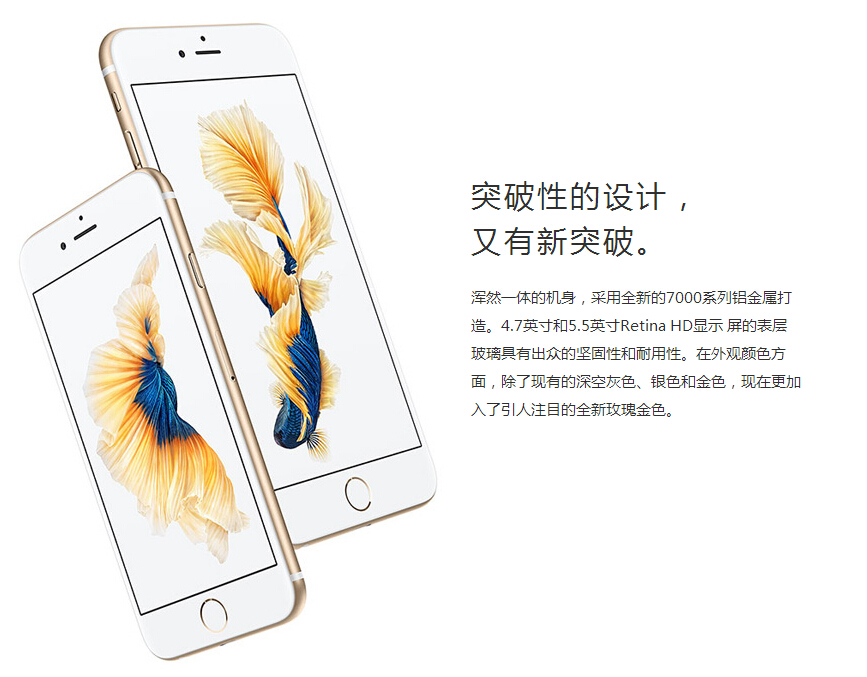 突破性的设计，
又有新突破。
浑然一体的机身，采用全新的7000系列铝金属打
造。4.7英寸和5.5英寸Retina HD显示 屏的表层
玻璃具有出众的坚固性和耐用性。在外观颜色方
面，除了现有的深空灰色、银色和金色，现在更加
入了引人注目的全新玫瑰金色。